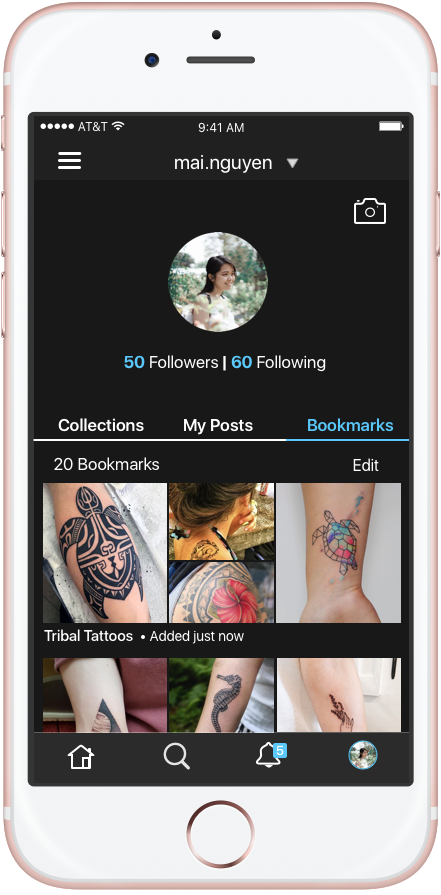 AT&T 9:41 AM
mai.nguyen
50 Followers | 60 Following
Collections My Posts Bookmarks
20 Bookmarks Edit
Tribal Tattoos • Added just now
5